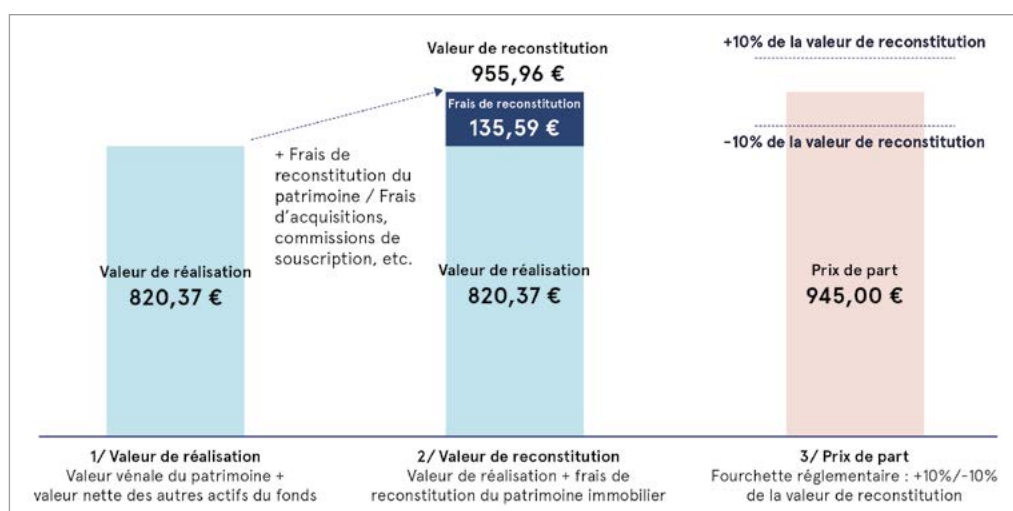 Valeur de reconstitution
955,96 €
Frais de reconstitution
135,59 €
+ Frais de
reconstitution du
patrimoine / Frais
d'acquisitions,
commissions de
souscription, etc.
Valeur de réalisation
820,37 €
Valeur de réalisation
820,37 €
+10% de la valeur de reconstitution
-10% de la valeur de reconstitution
Prix de part
945,00 €
1/ Valeur de réalisation
Valeur vénale du patrimoine +
valeur nette des autres actifs du fonds
2/ Valeur de reconstitution
Valeur de réalisation + frais de
reconstitution du patrimoine immobilier
3/ Prix de part
Fourchette réglementaire : +10%/-10%
de la valeur de reconstitution